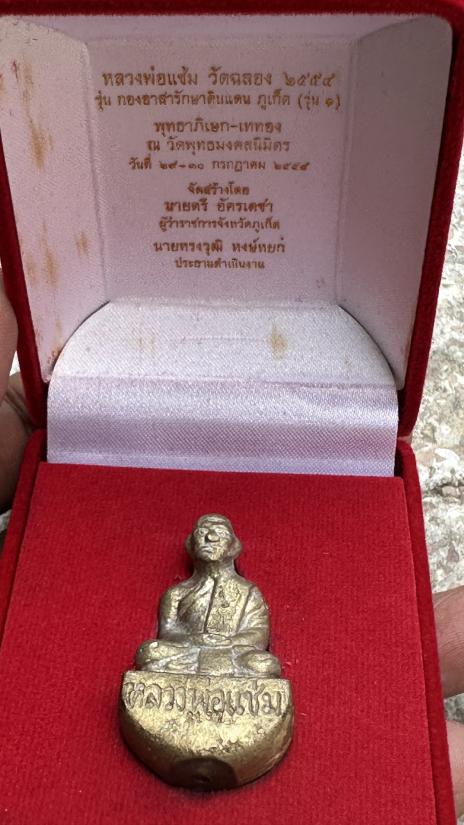 หลวงพ่อแช่ม วัดฉลอง ๒๕๕๔
รุ่น กองอาสารักษาดินแดน ภูเก็ต (รุ่น ๑)
พุทธาภิเษก-เททอง
ณ วัดพุทธมงคลนิมิตร
วันที่ ๒๙-๓๐ กรกฎาคม ๒๕๕๔
จัดสร้างโดย
นายตรี อัครเดชา
ผู้ว่าราชการจังหวัดภูเก็ต
นายทรงวุฒิ หงษ์หยก
ประธานดำเนินงาน
หลวงพ่อแช่ม